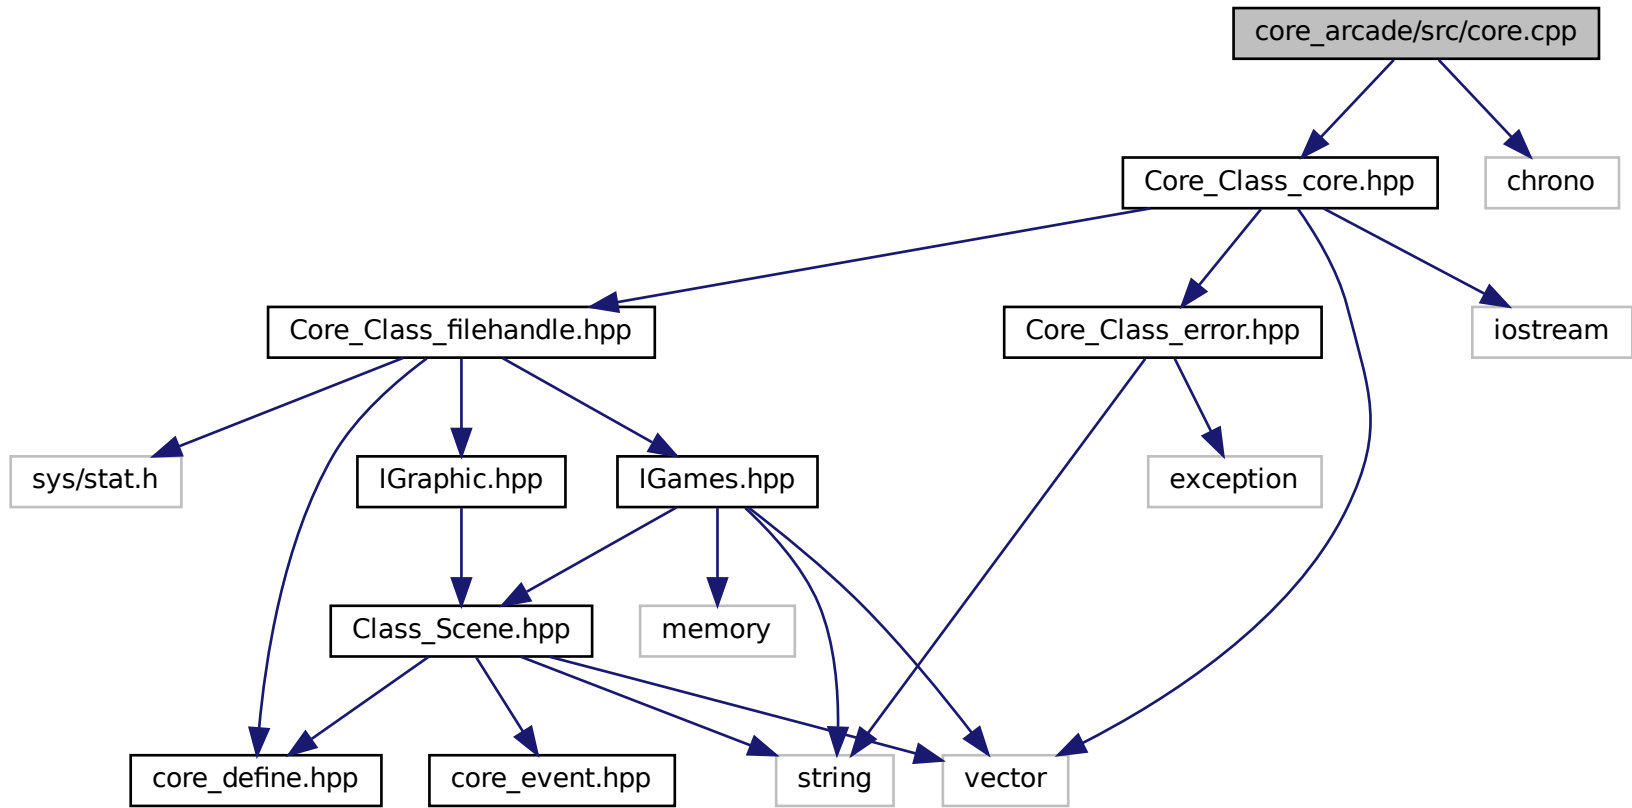 core_arcade/src/core.cpp
Core_Class_core.hpp
chrono
Core_Class_filehandle.hpp
Core_Class_error.hpp
iostream
sys/stat.h
IGraphic.hpp
IGames.hpp
exception
Class_Scene.hpp
memory
core_define.hpp
core_event.hpp
string
vector